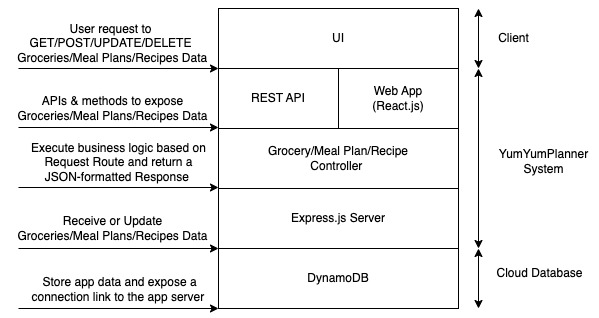 User request to
GET/POST/UPDATE/DELETE
Groceries/Meal Plans/Recipes Data
UI
Client
APIs & methods to expose
Groceries/Meal Plans/Recipes Data
REST API
Web App
(React.js)
Execute business logic based on
Request Route and return a
JSON-formatted Response
Grocery/Meal Plan/Recipe
Controller
YumYumPlanner
System
Receive or Update
Groceries/Meal Plans/Recipes Data
Express.js Server
Store app data and expose a
connection link to the app server
DynamoDB
Cloud Database